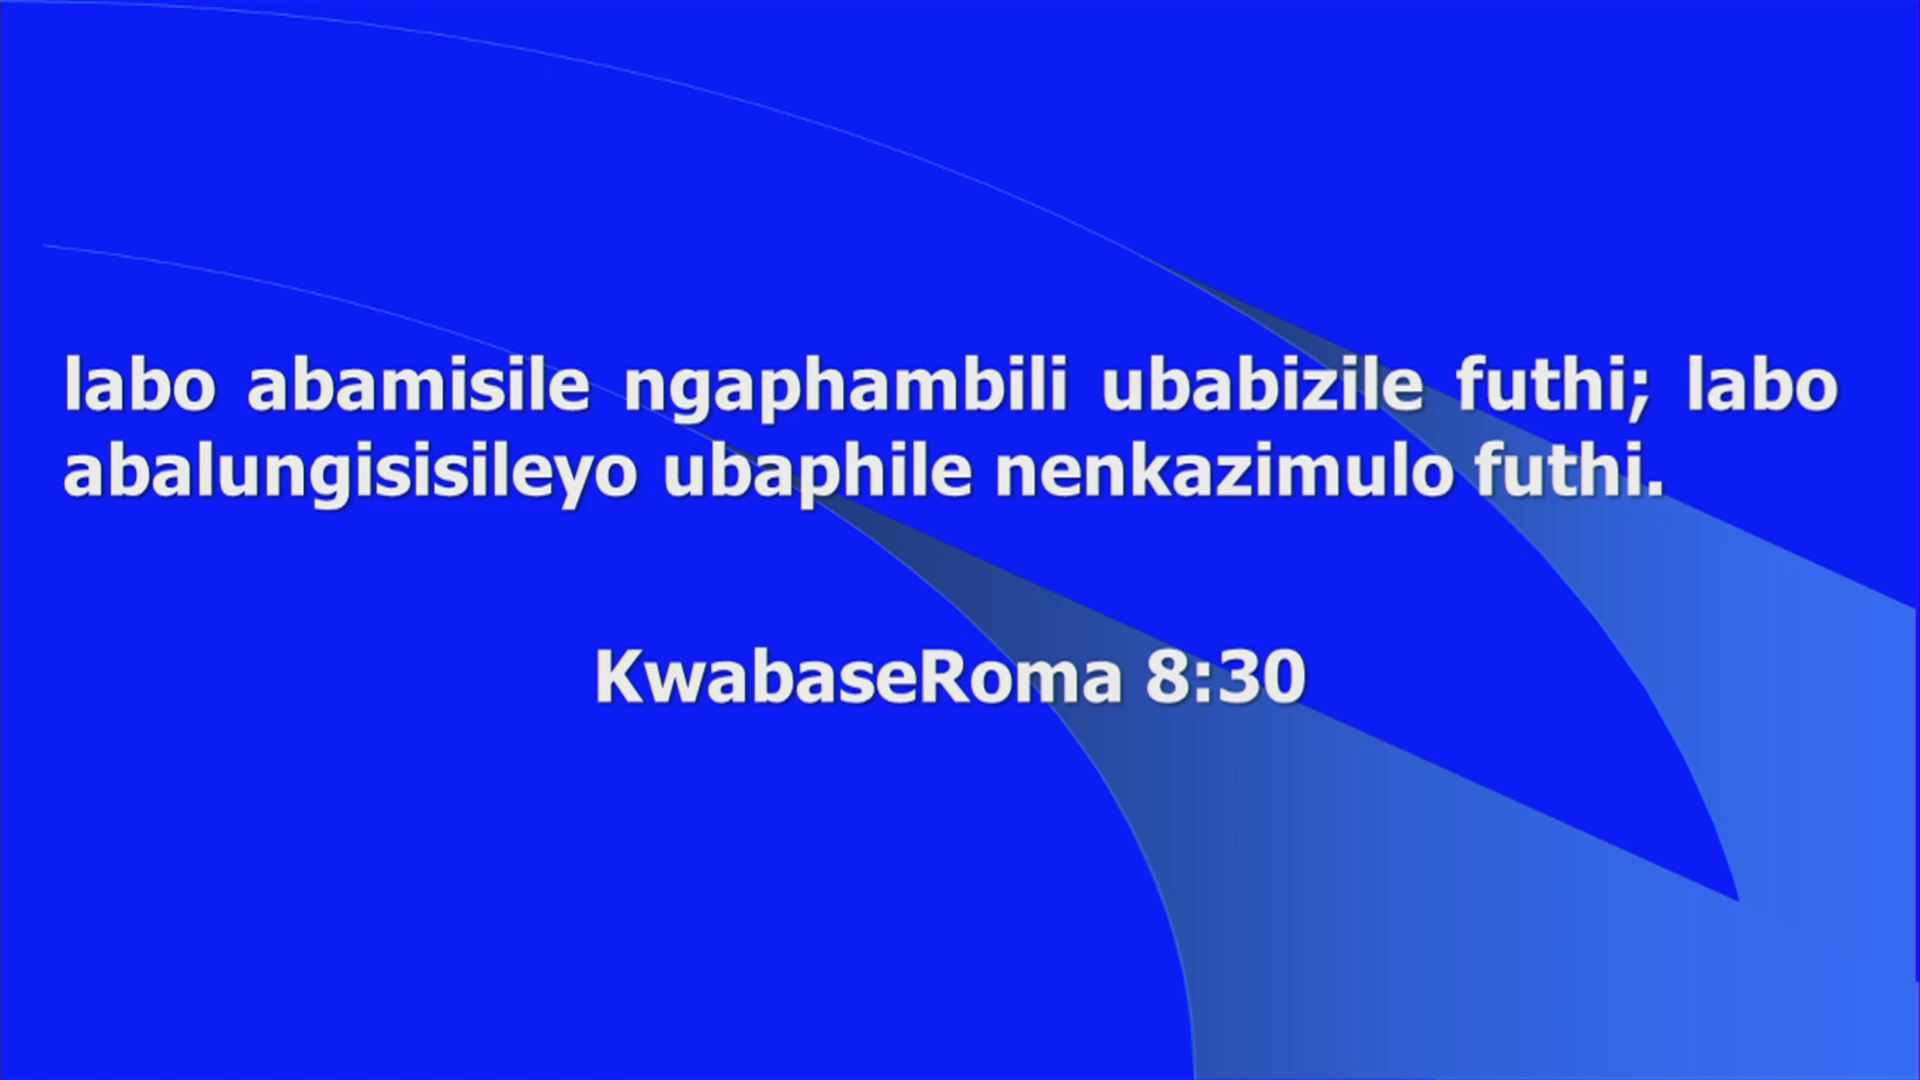 labo abamisile ngaphambili ubabizile futhi; labo
abalungisisileyo ubaphile nenkazimulo futhi.
KwabaseRoma 8:30